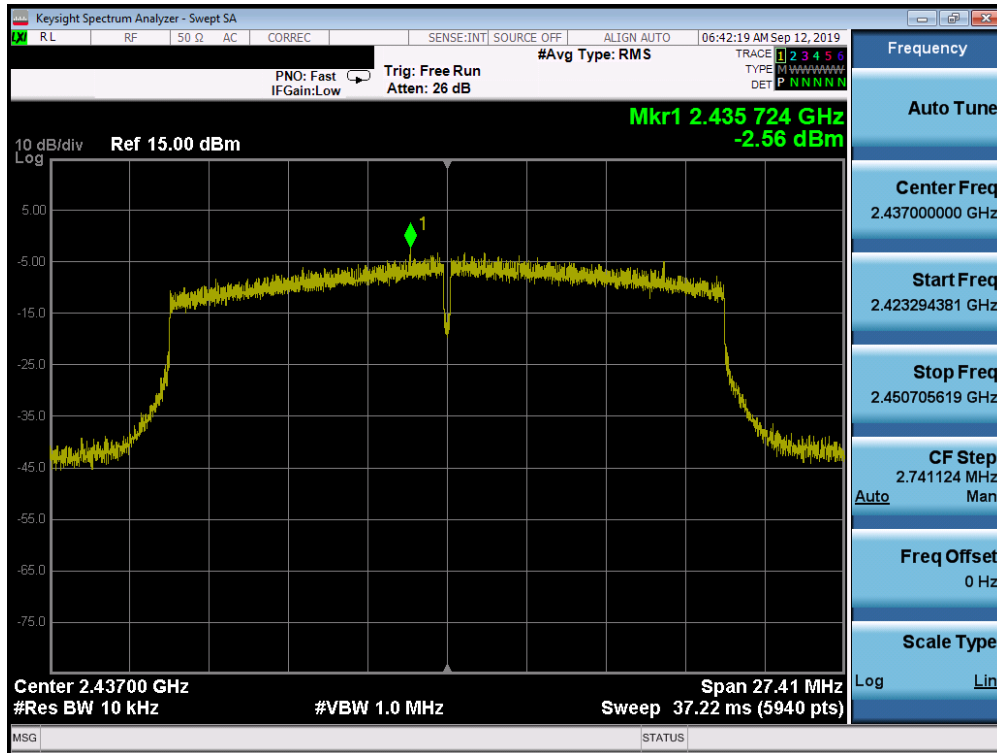 Keysight Spectrum Analyzer - Swept SA
LXI RL RF 50 Ω AC CORREC SENSE:INT SOURCE OFF ALIGN AUTO 06:42:19 AM Sep 12, 2019
PNO: Fast
IFGain:Low
Trig: Free Run
Atten: 26 dB
#Avg Type: RMS
TRACE 1 2 3 4 5 6
TYPE M WWWWW
DET P N N N N N
Mkr1 2.435 724 GHz
-2.56 dBm
10 dB/div Ref 15.00 dBm
Log
5.00
-5.00
-15.0
-25.0
-35.0
-45.0
-55.0
-65.0
-75.0
1
Center 2.43700 GHz Span 27.41 MHz
#Res BW 10 kHz #VBW 1.0 MHz Sweep 37.22 ms (5940 pts)
MSG STATUS
Frequency
Auto Tune
Center Freq
2.437000000 GHz
Start Freq
2.423294381 GHz
Stop Freq
2.450705619 GHz
CF Step
2.741124 MHz
Auto Man
Freq Offset
0 Hz
Scale Type
Log Lin